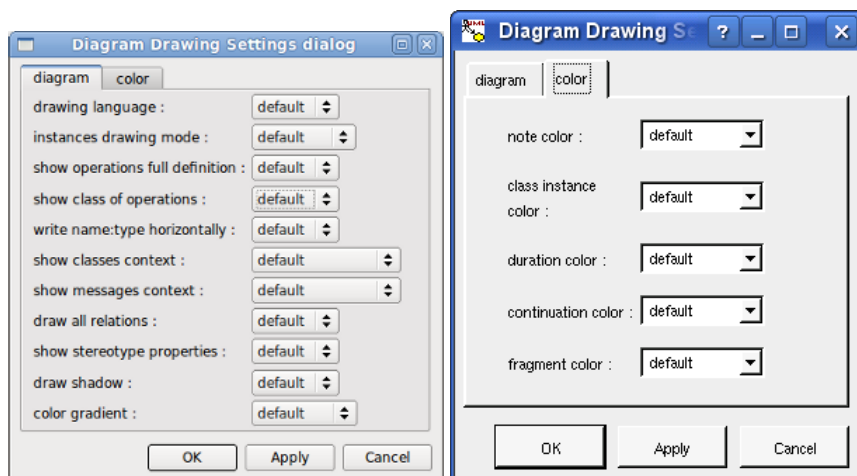 Diagram Drawing Settings dialog
diagram color
drawing language : default
instances drawing mode : default
show operations full definition : default
show class of operations : default
write name:type horizontally : default
show classes context : default
show messages context : default
draw all relations : default
show stereotype properties : default
draw shadow : default
color gradient : default
OK Apply Cancel
Diagram Drawing Se
diagram color
note color : default
class instance
color : default
duration color : default
continuation color : default
fragment color : default
OK Apply Cancel